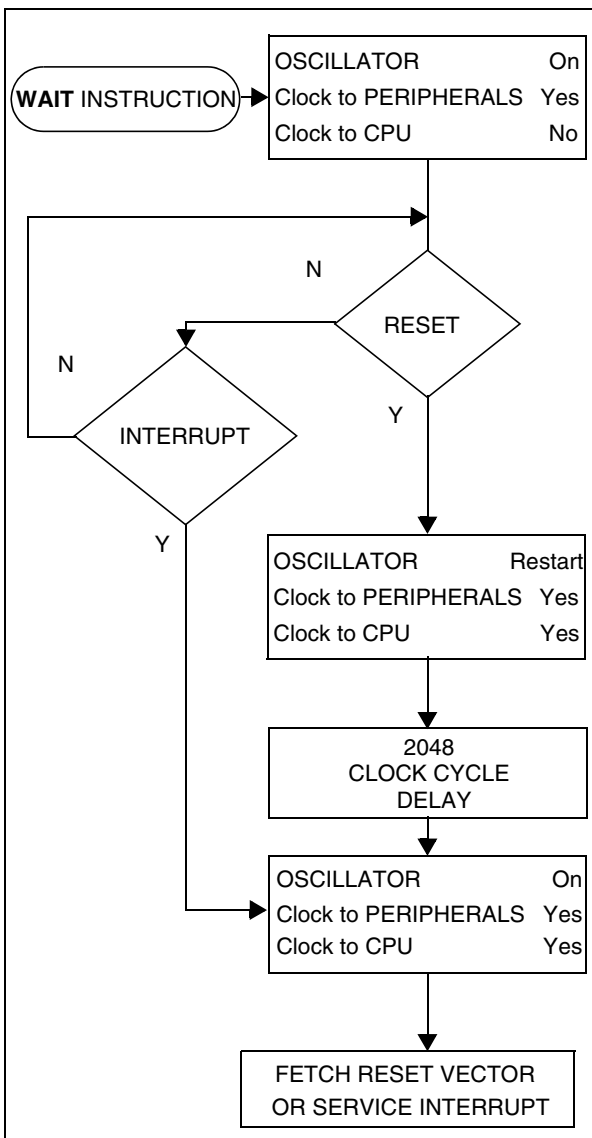 WAIT INSTRUCTION
OSCILLATOR On
Clock to PERIPHERALS Yes
Clock to CPU No
N
RESET
N
INTERRUPT
Y
Y
OSCILLATOR Restart
Clock to PERIPHERALS Yes
Clock to CPU Yes
2048
CLOCK CYCLE
DELAY
OSCILLATOR On
Clock to PERIPHERALS Yes
Clock to CPU Yes
FETCH RESET VECTOR
OR SERVICE INTERRUPT